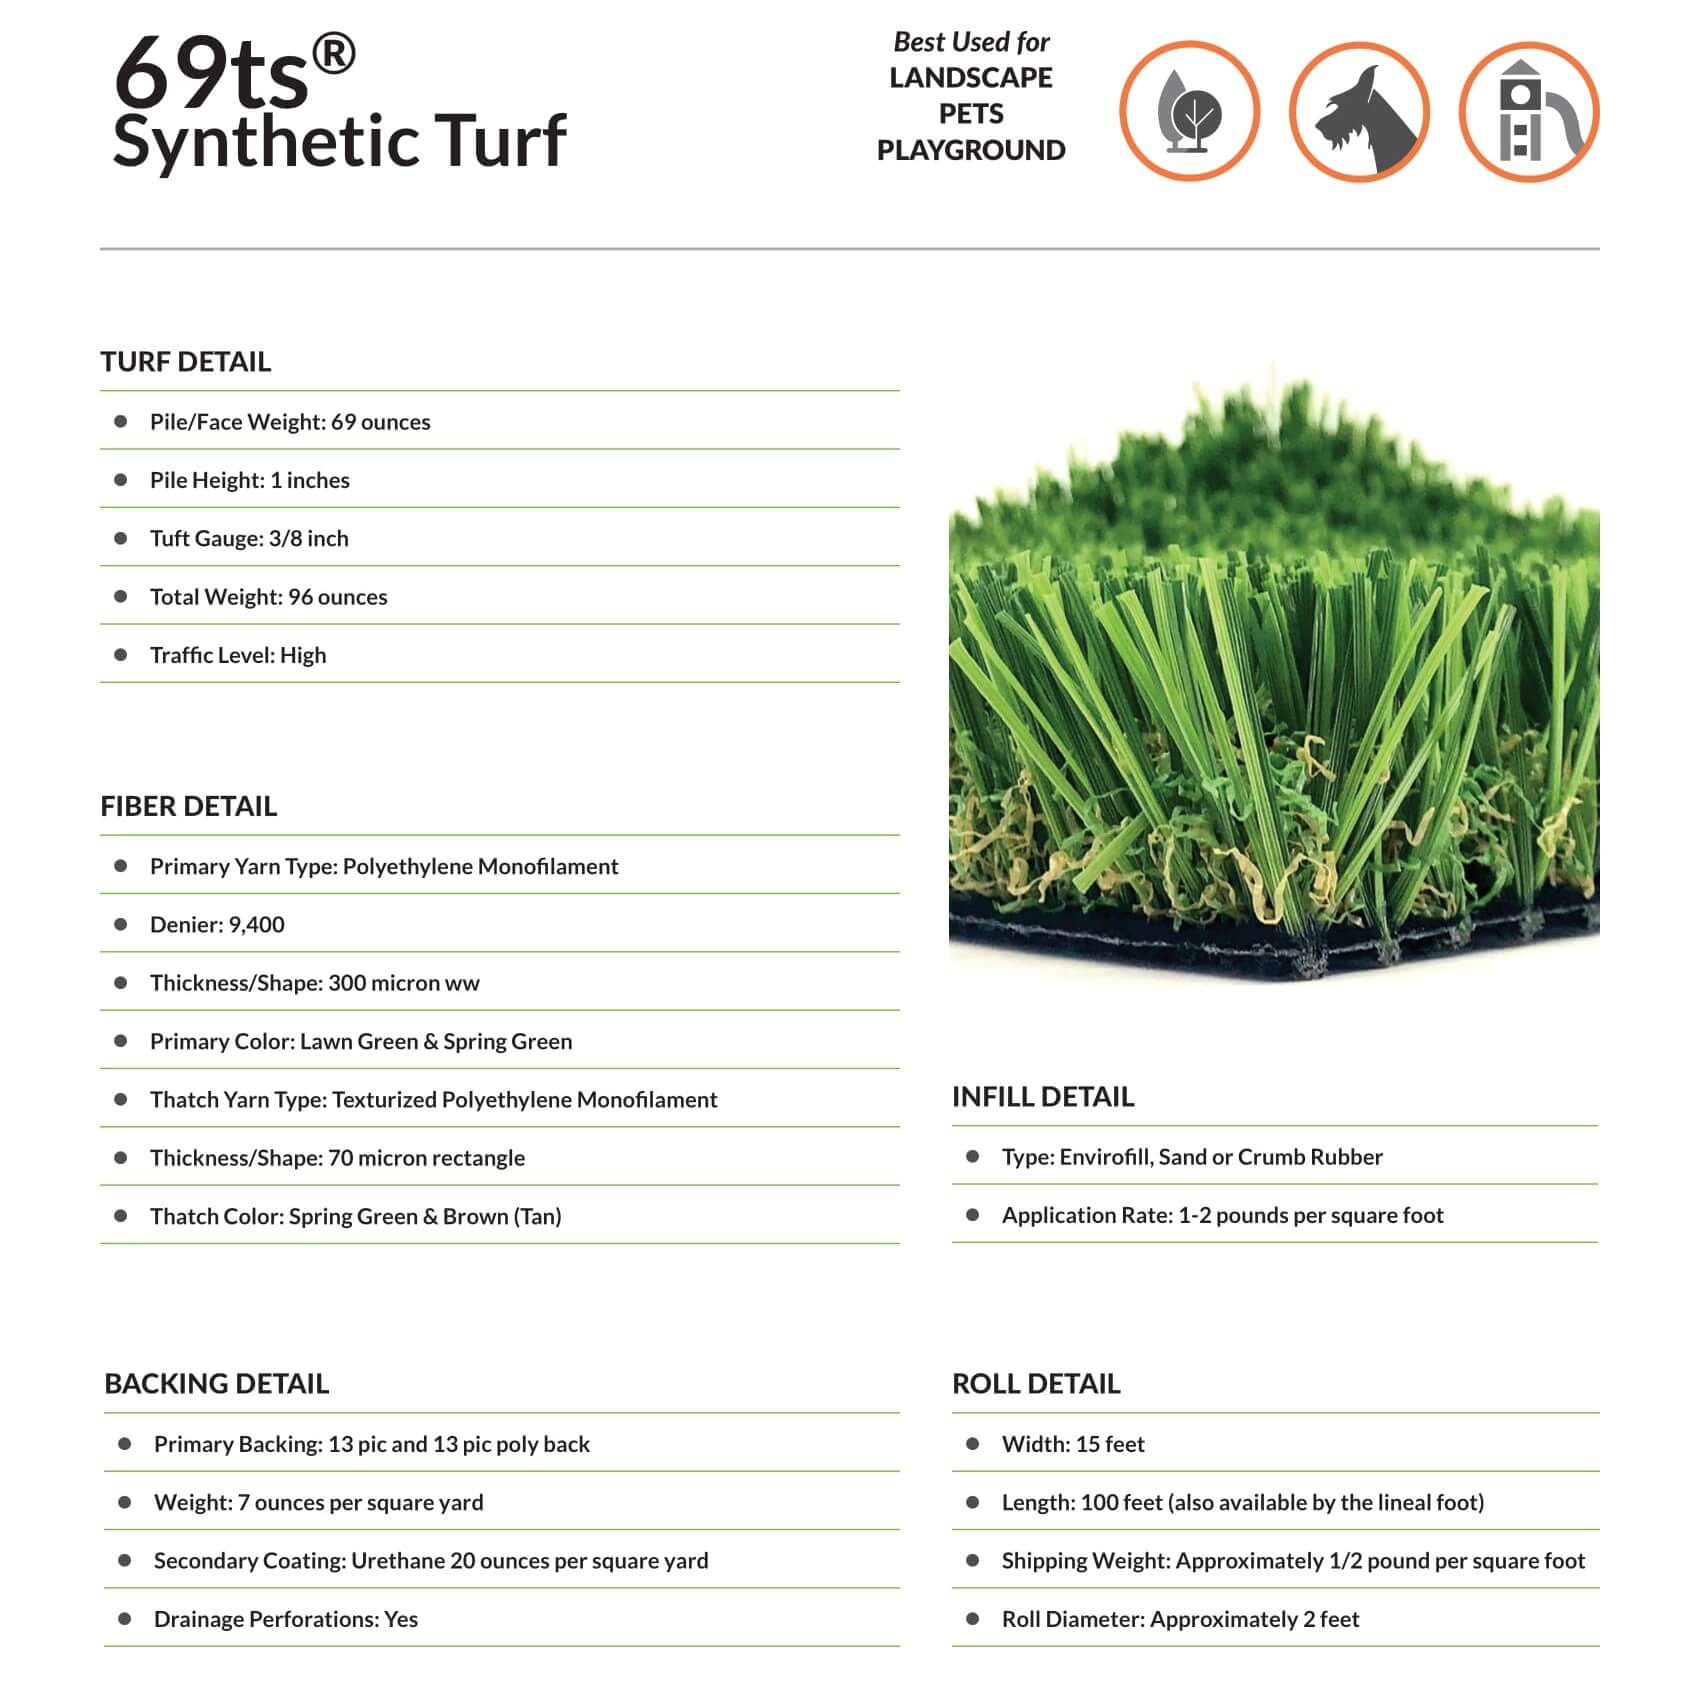 69ts®
Synthetic Turf
Best Used for
LANDSCAPE
PETS
PLAYGROUND
TURF DETAIL
Pile/Face Weight: 69 ounces
Pile Height: 1 inches
Tuft Gauge: 3/8 inch
Total Weight: 96 ounces
Traffic Level: High
FIBER DETAIL
Primary Yarn Type: Polyethylene Monofilament
Denier: 9,400
Thickness/Shape: 300 micron ww
Primary Color: Lawn Green & Spring Green
Thatch Yarn Type: Texturized Polyethylene Monofilament
Thickness/Shape: 70 micron rectangle
Thatch Color: Spring Green & Brown (Tan)
INFILL DETAIL
Type: Envirofill, Sand or Crumb Rubber
Application Rate: 1-2 pounds per square foot
BACKING DETAIL
Primary Backing: 13 pic and 13 pic poly back
Weight: 7 ounces per square yard
Secondary Coating: Urethane 20 ounces per square yard
Drainage Perforations: Yes
ROLL DETAIL
Width: 15 feet
Length: 100 feet (also available by the lineal foot)
Shipping Weight: Approximately 1/2 pound per square foot
Roll Diameter: Approximately 2 feet